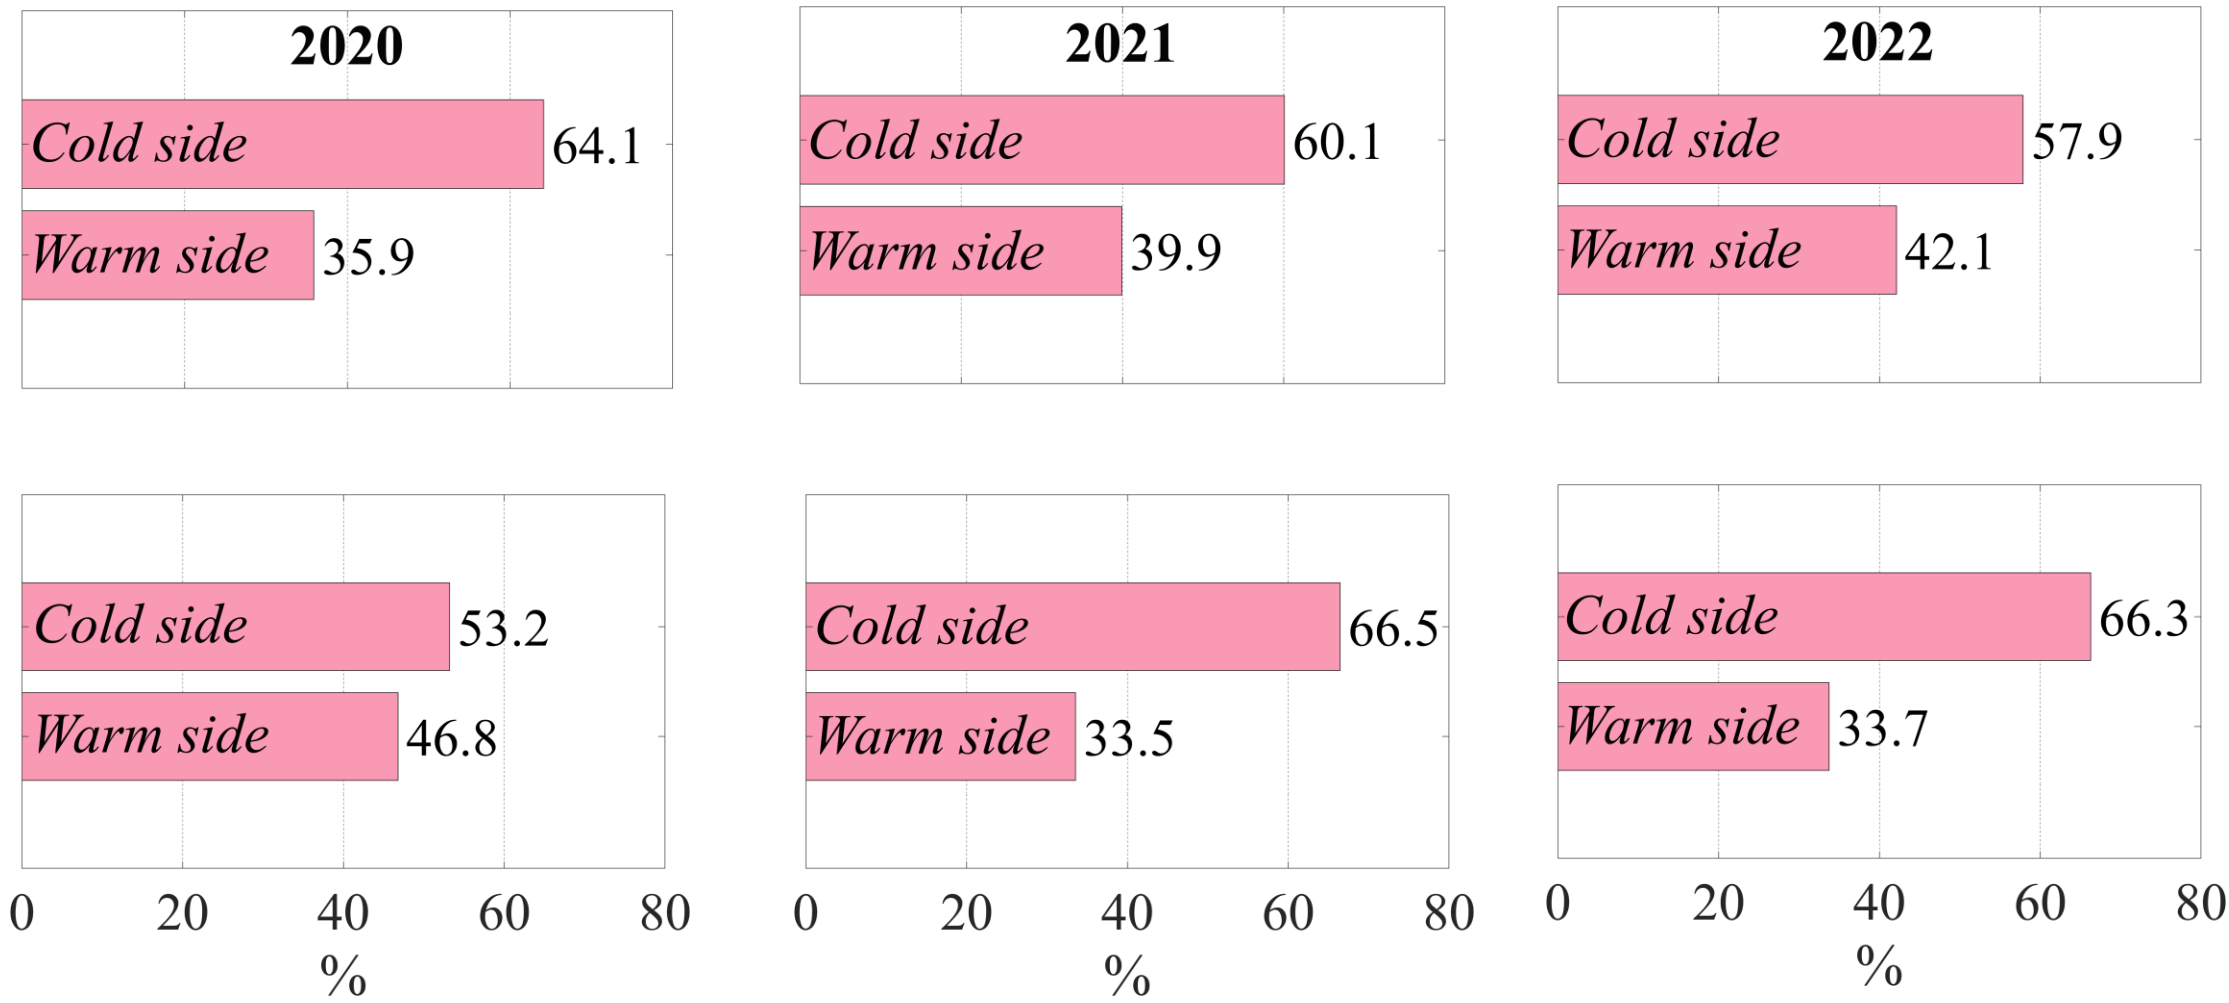 2020
Cold side 64.1
Warm side 35.9
2021
Cold side 60.1
Warm side 39.9
2022
Cold side 57.9
Warm side 42.1
Cold side 53.2
Warm side 46.8
0 20 40 60 80
%
Cold side 66.5
Warm side 33.5
0 20 40 60 80
%
Cold side 66.3
Warm side 33.7
0 20 40 60 80
%